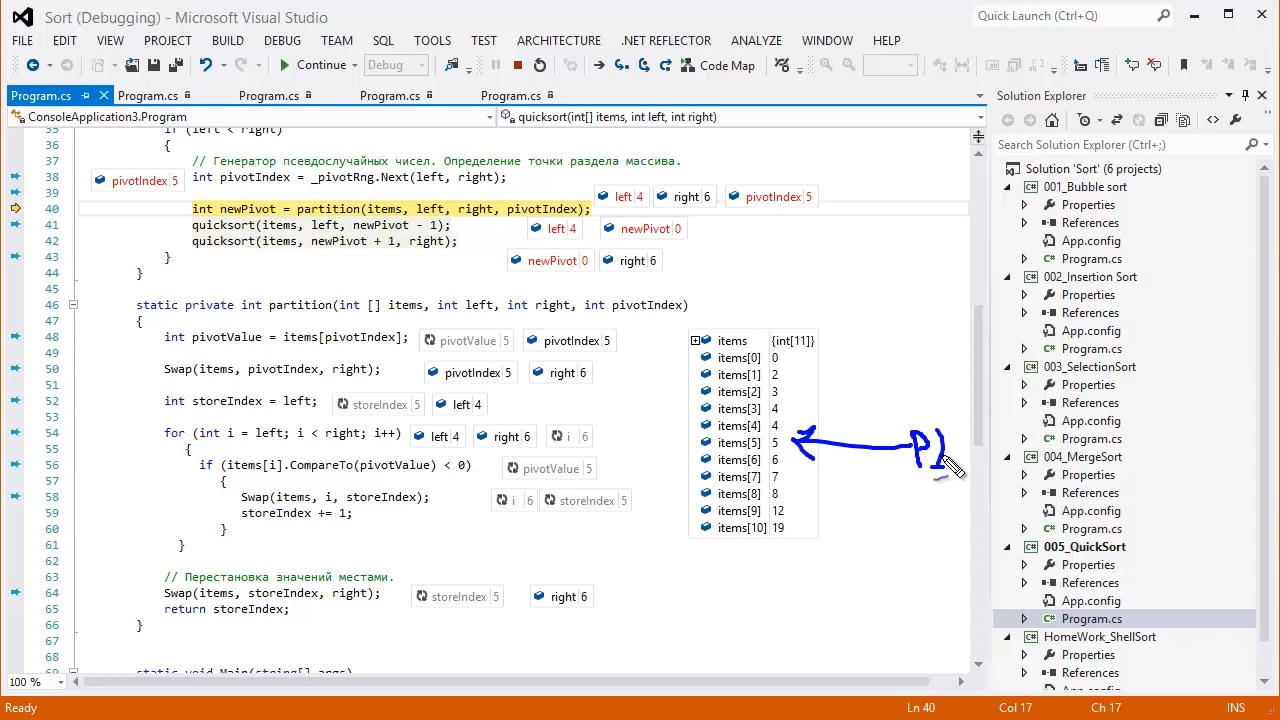 Sort (Debugging) - Microsoft Visual Studio
Quick Launch (Ctrl+Q)
FILE EDIT VIEW PROJECT BUILD DEBUG TEAM SQL TOOLS TEST ARCHITECTURE .NET REFLECTOR ANALYZE WINDOW HELP
Continue Debug Code Map
Program.cs Program.cs Program.cs Program.cs Program.cs
ConsoleApplication3.Program quicksort(int[] items, int left, int right)
35 if (left < right)
36 {
37 // Генератор псевдослучайных чисел. Определение точки раздела массива.
38 int pivotIndex = _pivotRng.Next(left, right);
pivotIndex 5
39
40 int newPivot = partition(items, left, right, pivotIndex);
left 4 right 6 pivotIndex 5
41 quicksort(items, left, newPivot - 1);
left 4 newPivot 0
42 quicksort(items, newPivot + 1, right);
newPivot 0 right 6
43 }
44 }
45
46 static private int partition(int [] items, int left, int right, int pivotIndex)
47 {
48 int pivotValue = items[pivotIndex]; pivotValue 5 pivotIndex 5
49
50 Swap(items, pivotIndex, right); pivotIndex 5 right 6
51
52 int storeIndex = left; storeIndex 5 left 4
53
54 for (int i = left; i < right; i++) left 4 right 6 i 6
55 {
56 if (items[i].CompareTo(pivotValue) < 0) pivotValue 5
57 {
58 Swap(items, i, storeIndex); i 6 storeIndex 5
59 storeIndex += 1;
60 }
61 }
62
63 // Перестановка значений местами.
64 Swap(items, storeIndex, right); storeIndex 5 right 6
65 return storeIndex;
66 }
67
68
69 static void Main(string[] args)
items {int[11]}
items[0] 0
items[1] 2
items[2] 3
items[3] 4
items[4] 4
items[5] 5
items[6] 6
items[7] 7
items[8] 8
items[9] 12
items[10] 19
PI
Solution Explorer
Search Solution Explorer (Ctrl+;)
Solution 'Sort' (6 projects)
001_Bubble sort
Properties
References
App.config
Program.cs
002_Insertion Sort
Properties
References
App.config
Program.cs
003_SelectionSort
Properties
References
App.config
Program.cs
004_MergeSort
Properties
References
App.config
Program.cs
005_QuickSort
Properties
References
App.config
Program.cs
HomeWork_ShellSort
Properties
References
App.config
100 %
Ready Ln 40 Col 17 Ch 17 INS